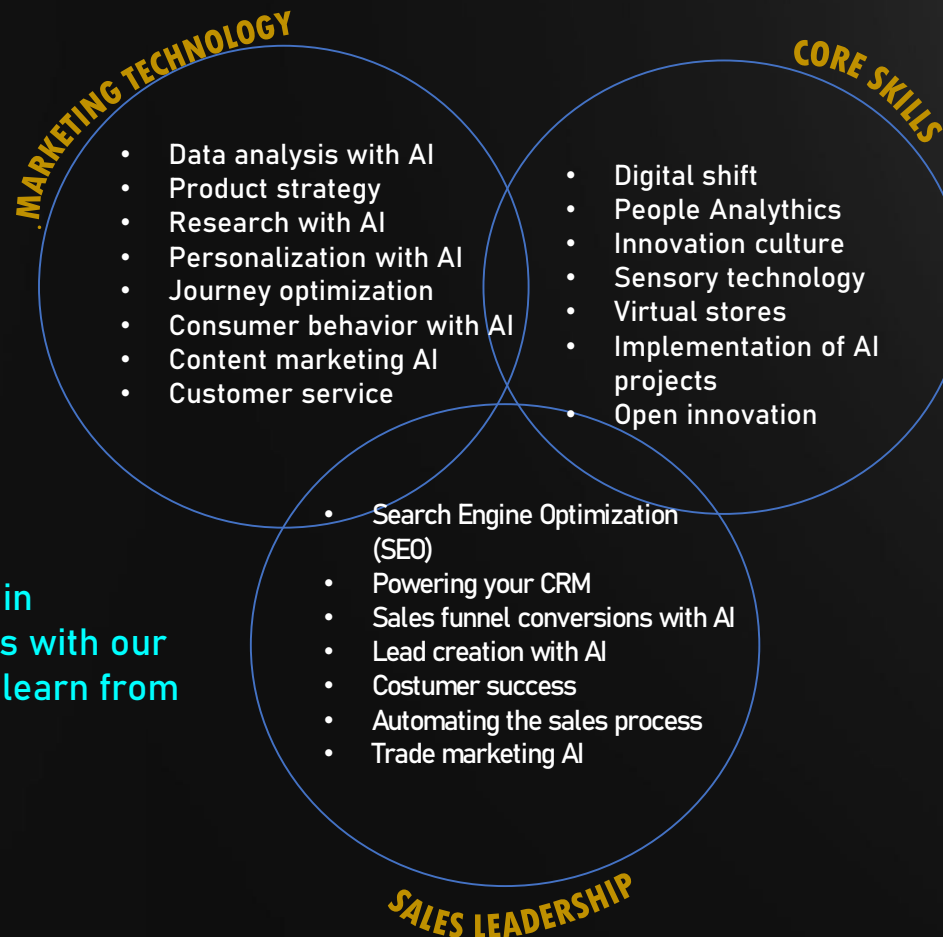 .MARKETING TECHNOLOGY
• Data analysis with AI
• Product strategy
• Research with AI
• Personalization with AI
• Journey optimization
• Consumer behavior with AI
• Content marketing AI
• Customer service
CORE SKILLS
• Digital shift
• People Analythics
• Innovation culture
• Sensory technology
• Virtual stores
• Implementation of AI
projects
• Open innovation
• Search Engine Optimization
(SEO)
• Powering your CRM
• Sales funnel conversions with AI
• Lead creation with AI
• Costumer success
• Automating the sales process
• Trade marketing AI
SALES LEADERSHIP
in
s with our
learn from